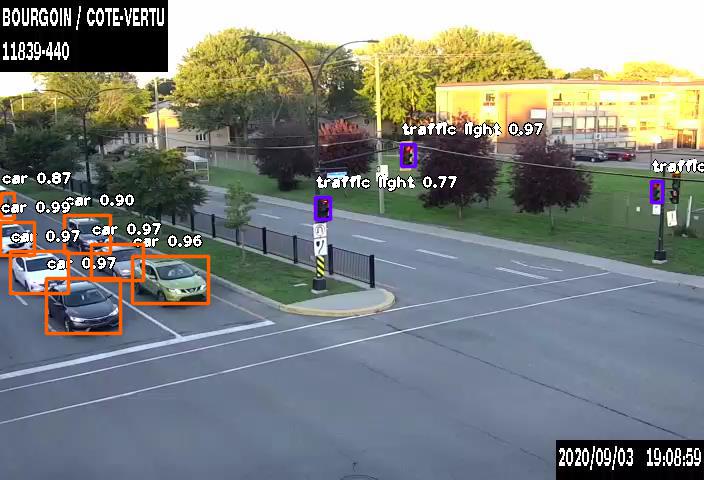 BOURGOIN / COTE-VERTU
11839-440
traffic light 0.97
traffic
traffic light 0.77
car 0.87
car 0.90
car 0.99
car 0.97
car 0.97
car 0.96
car 0.97
2020/09/03 19:08:59